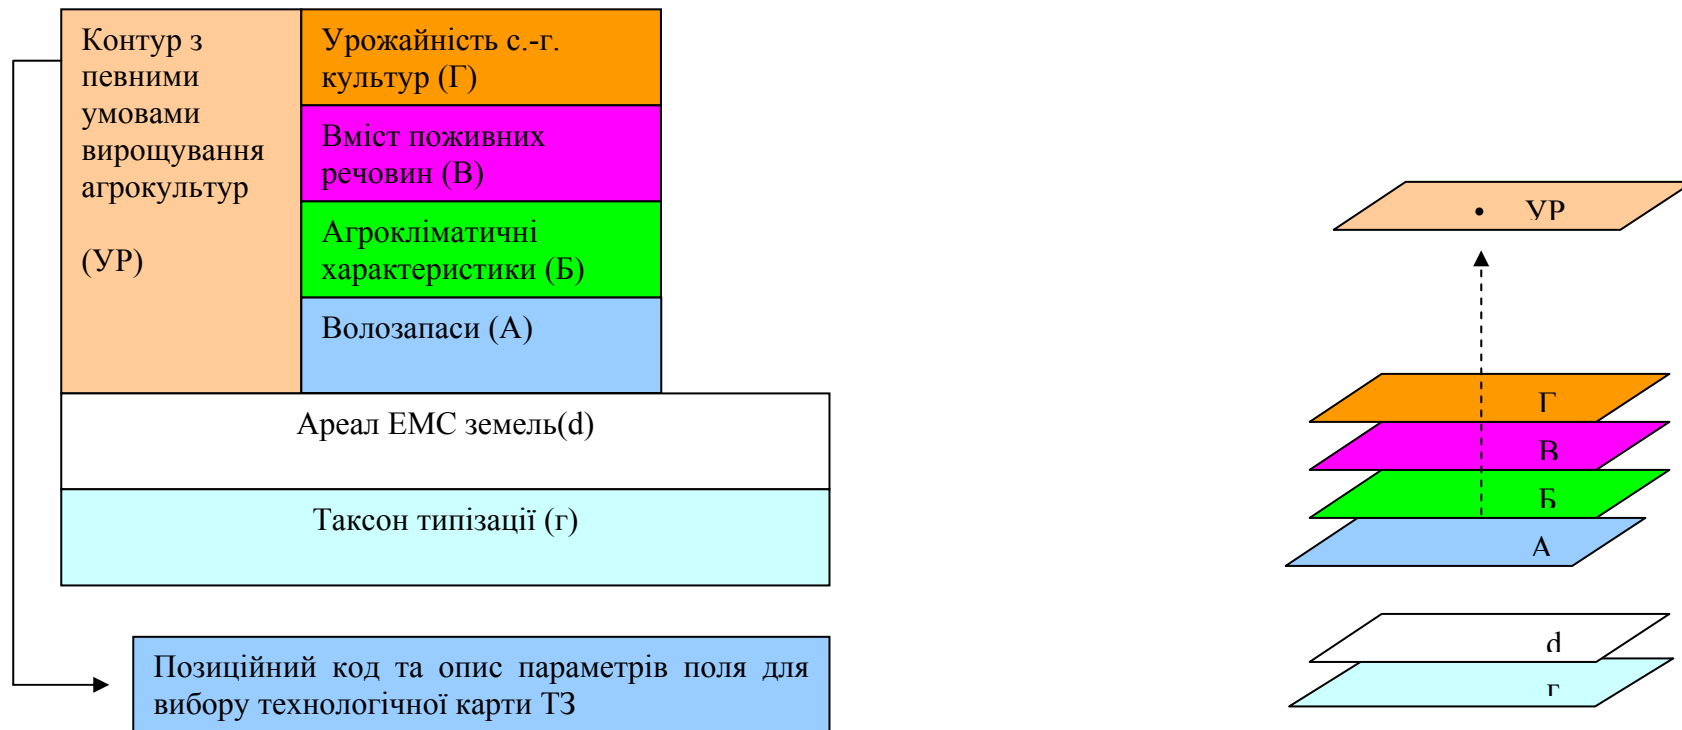 Контур з
певними
умовами
вирощування
агрокультур
(УР)
Урожайність с.-г.
культур (Г)
Вміст поживних
речовин (В)
Агрокліматичні
характеристики (Б)
Волозапаси (А)
Ареал ЕМС земель(d)
Таксон типізації (г)
Позиційний код та опис параметрів поля для
вибору технологічної карти ТЗ
• УР
Г
В
Б
А
d
г